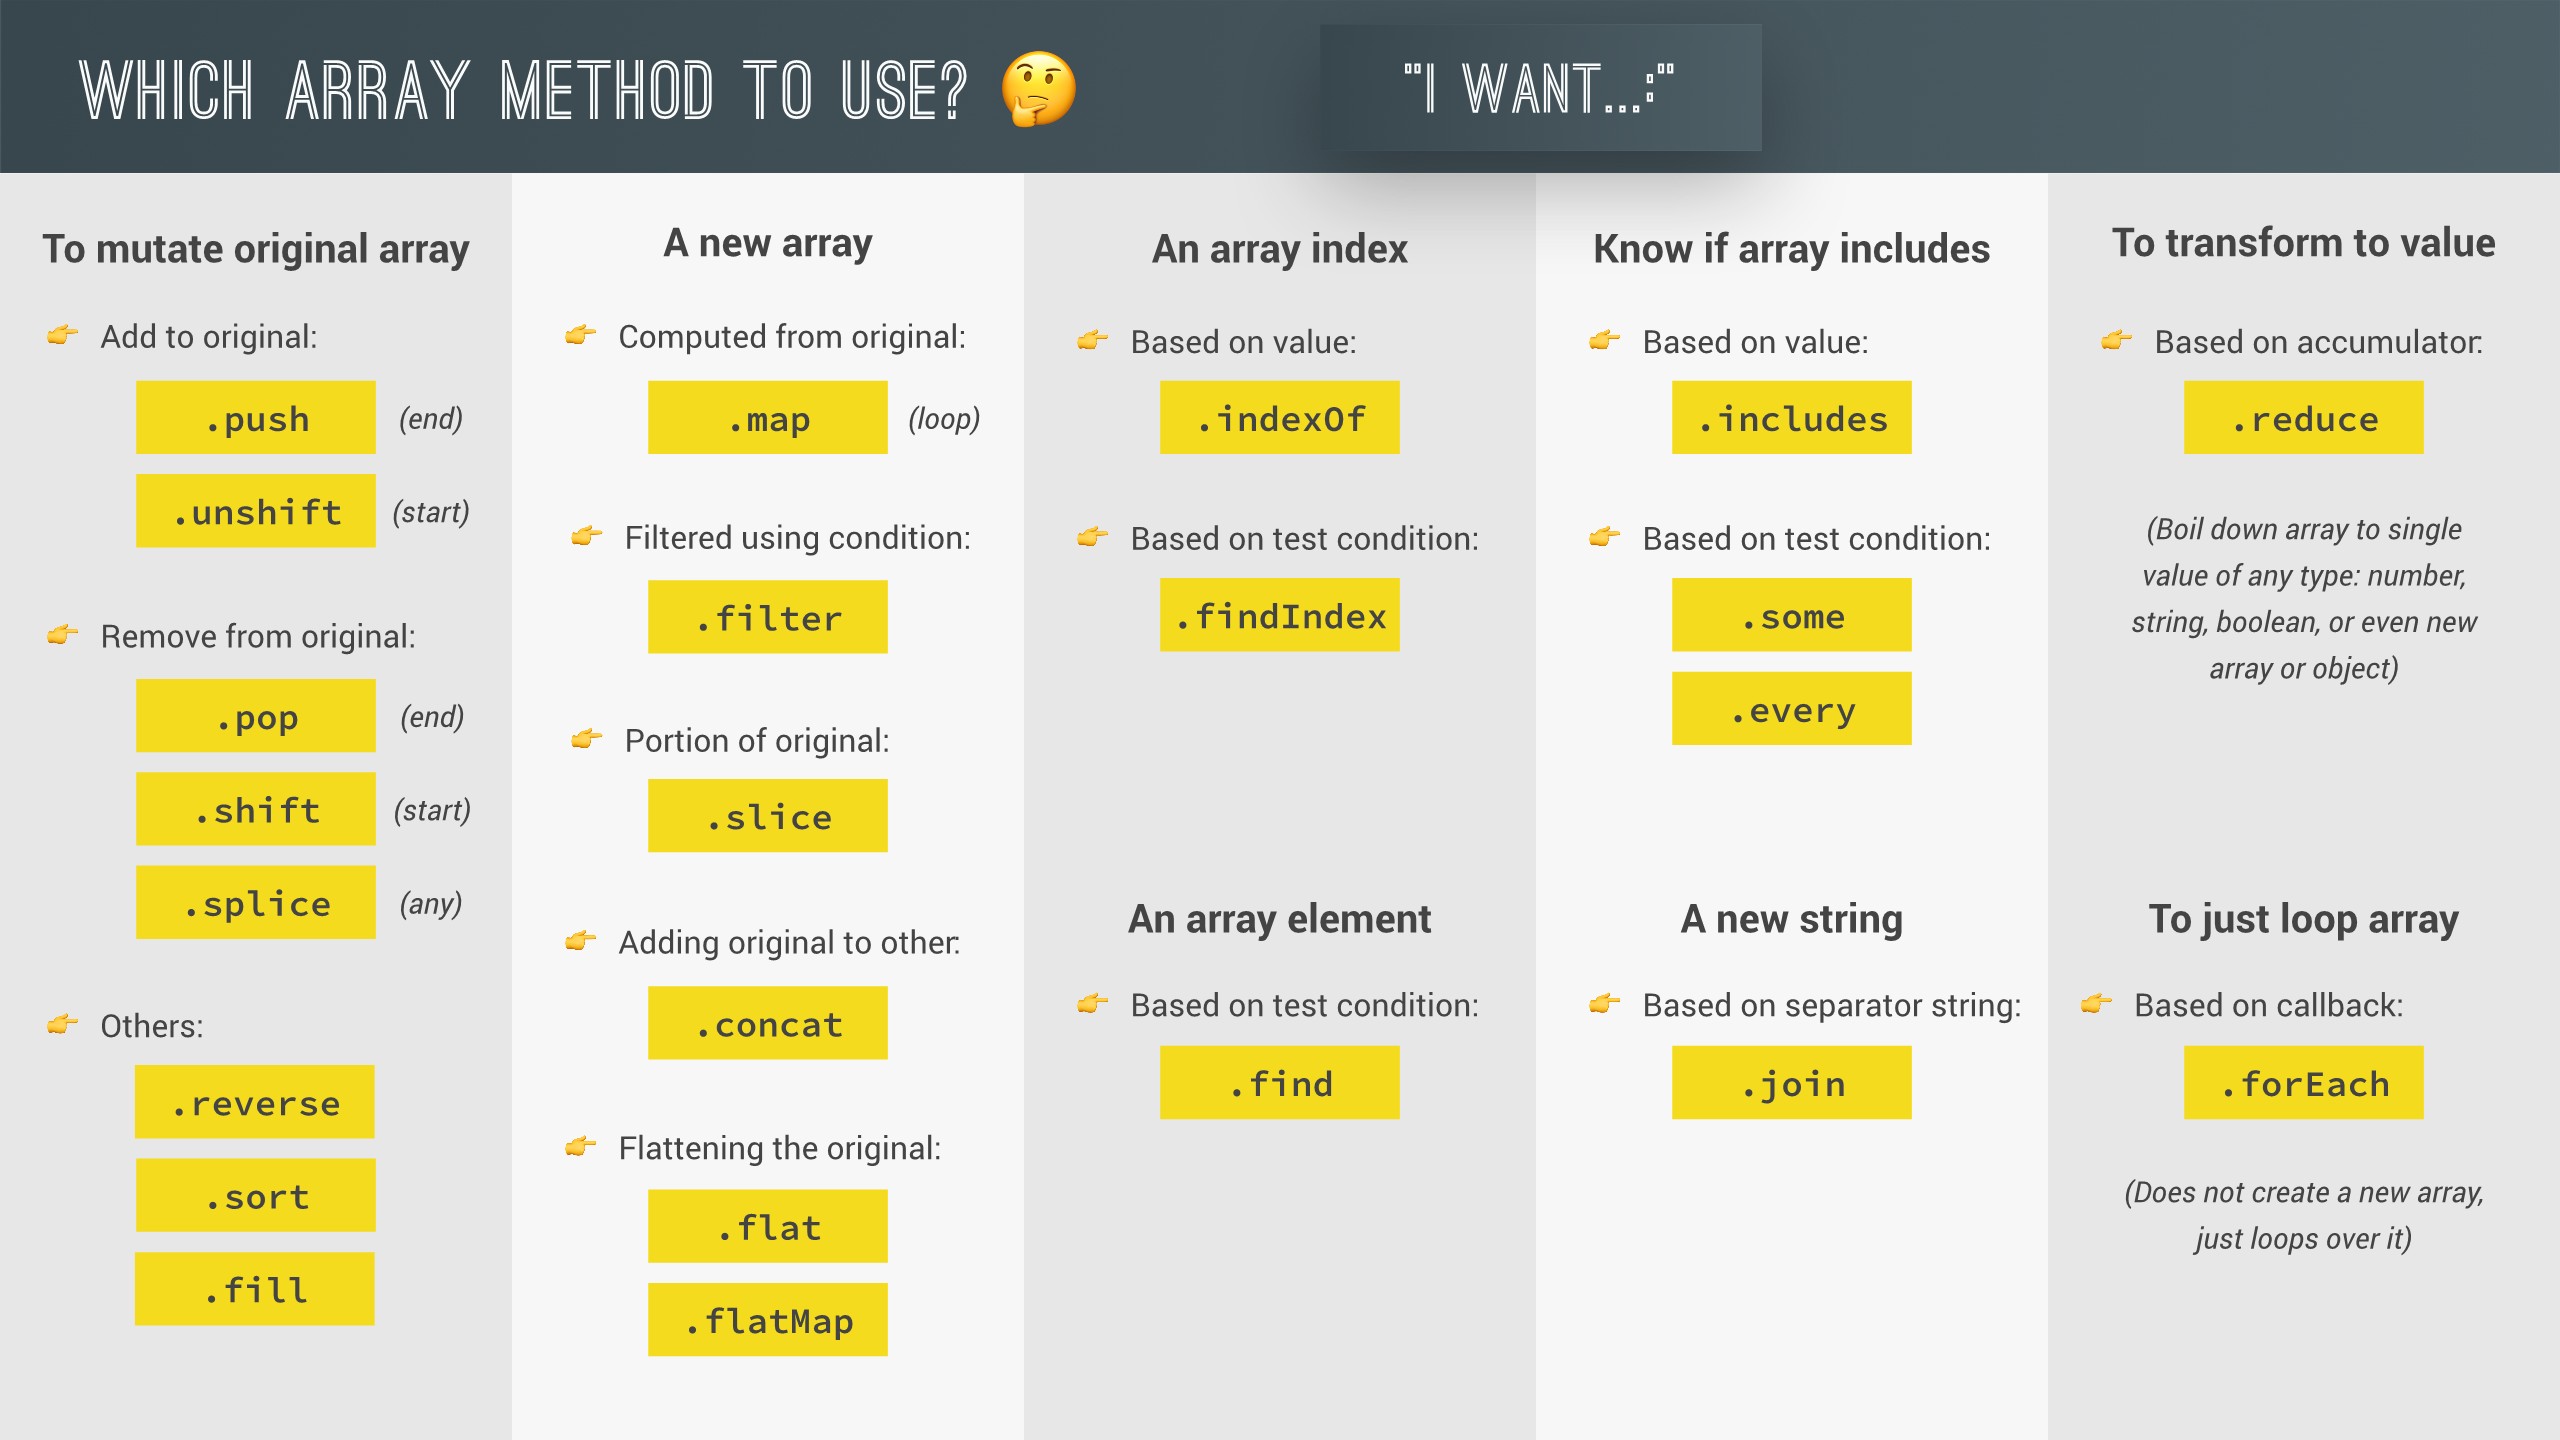 WHICH ARRAY METHOD TO USE? 🤔
"I WANT...:"
To mutate original array
👉 Add to original:
.push (end)
.unshift (start)
👉 Remove from original:
.pop (end)
.shift (start)
.splice (any)
👉 Others:
.reverse
.sort
.fill
A new array
👉 Computed from original:
.map (loop)
👉 Filtered using condition:
.filter
👉 Portion of original:
.slice
👉 Adding original to other:
.concat
👉 Flattening the original:
.flat
.flatMap
An array index
👉 Based on value:
.indexOf
👉 Based on test condition:
.findIndex
An array element
👉 Based on test condition:
.find
Know if array includes
👉 Based on value:
.includes
👉 Based on test condition:
.some
.every
A new string
👉 Based on separator string:
.join
To transform to value
👉 Based on accumulator:
.reduce
(Boil down array to single
value of any type: number,
string, boolean, or even new
array or object)
To just loop array
👉 Based on callback:
.forEach
(Does not create a new array,
just loops over it)